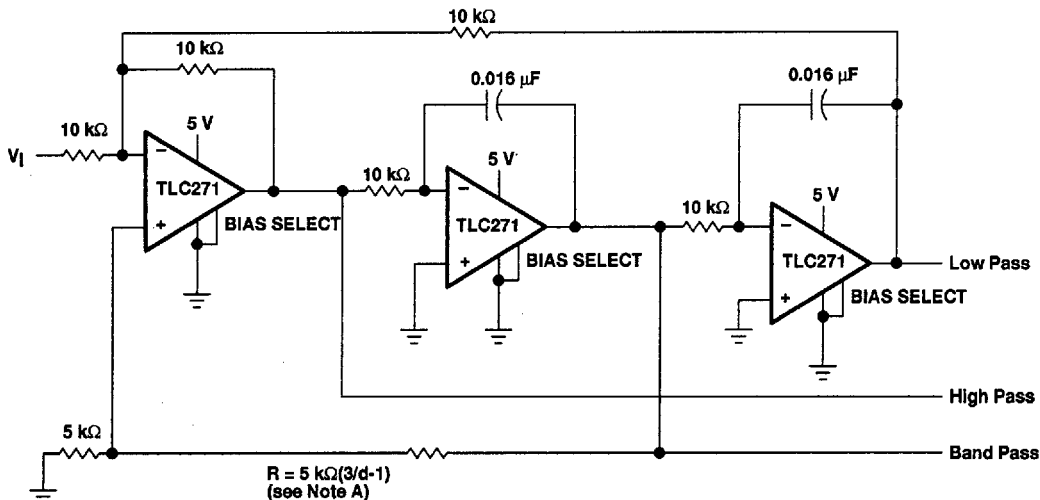 10 kΩ
10 kΩ
0.016 μF
0.016 μF
10 kΩ
5 V
VI
−
TLC271
+
BIAS SELECT
10 kΩ
5 V
−
TLC271
+
BIAS SELECT
10 kΩ
5 V
−
TLC271
+
BIAS SELECT
Low Pass
High Pass
5 kΩ
Band Pass
R = 5 kΩ(3/d-1)
(see Note A)